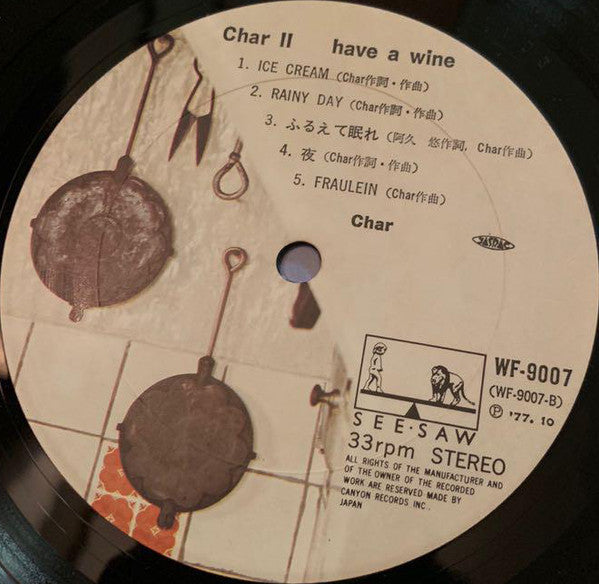 Char II have a wine
1. ICE CREAM (Char作詞・作曲)
2. RAINY DAY (Char作詞・作曲)
3. ふるえて眠れ (阿久 悠作詞, Char作曲)
4. 夜 (Char作詞・作曲)
5. FRAULEIN (Char作曲)
Char
JASRAC
WF-9007
(WF-9007-B)
Ⓟ '77. 10
SEE·SAW
33rpm STEREO
ALL RIGHTS OF THE MANUFACTURER AND
OF THE OWNER OF THE RECORDED
WORK ARE RESERVED MADE BY
CANYON RECORDS INC.,
JAPAN